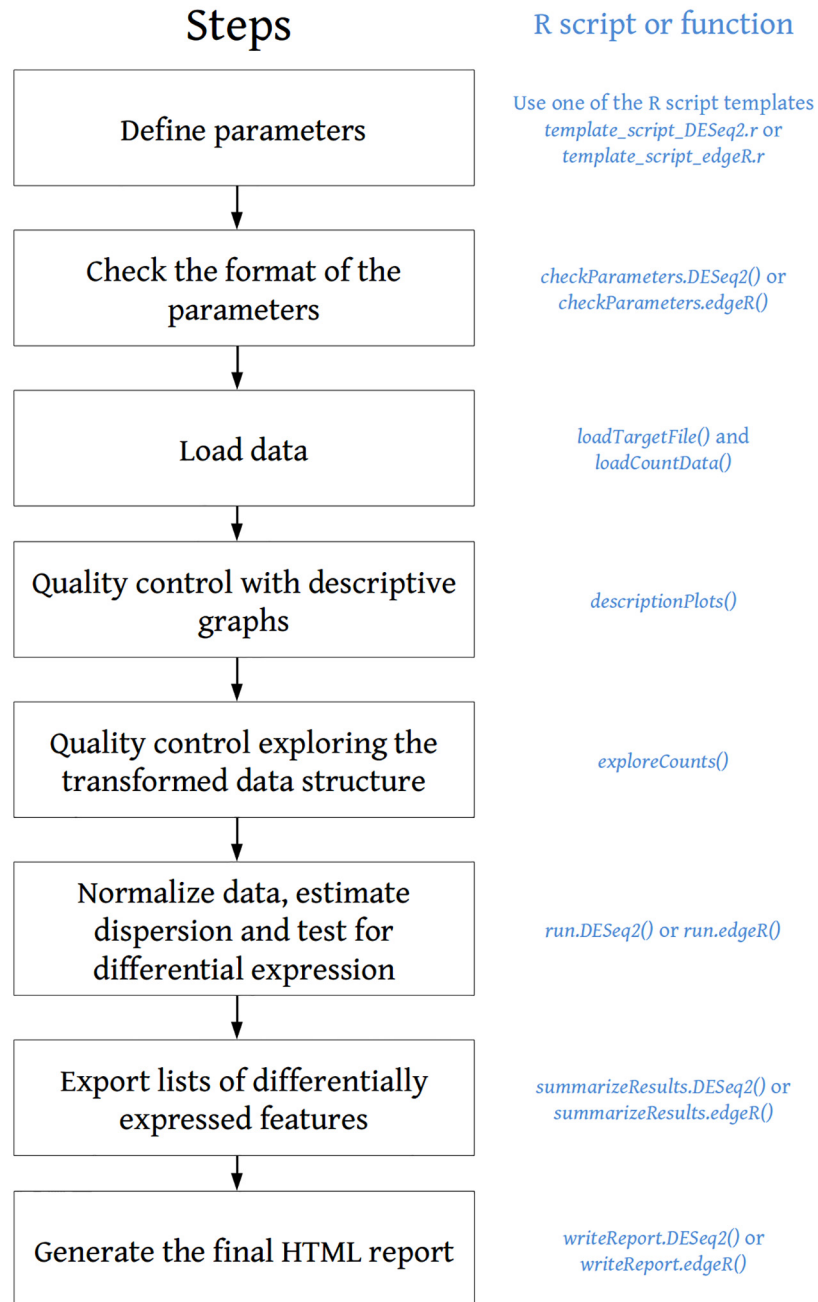 Steps
R script or function
Define parameters
Use one of the R script templates
template_script_DESeq2.r or
template_script_edgeR.r
Check the format of the
parameters
checkParameters.DESeq2() or
checkParameters.edgeR()
Load data
loadTargetFile() and
loadCountData()
Quality control with descriptive
graphs
descriptionPlots()
Quality control exploring the
transformed data structure
exploreCounts()
Normalize data, estimate
dispersion and test for
differential expression
run.DESeq2() or run.edgeR()
Export lists of differentially
expressed features
summarizeResults.DESeq2() or
summarizeResults.edgeR()
Generate the final HTML report
writeReport.DESeq2() or
writeReport.edgeR()